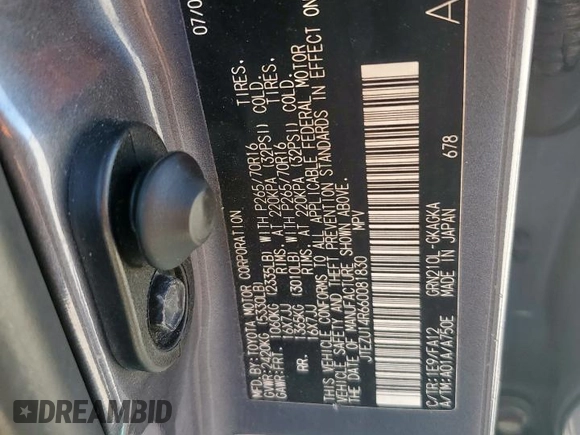 07/0
MFD. BY: TOYOTA MOTOR CORPORATION
GVWR: 2420KG (5330LB)
GAWR: FRT. 1060KG (2335LB) WITH P265/70R16 TIRES.
16X7JJ RIMS. AT 220KPA (32PSI) COLD.
RR. 1365KG (3010LB) WITH P265/70R16 TIRES.
16X7JJ RIMS. AT 220KPA (32PSI) COLD.
THIS VEHICLE CONFORMS TO ALL APPLICABLE FEDERAL MOTOR
VEHICLE SAFETY AND THEFT PREVENTION STANDARDS IN EFFECT ON
THE DATE OF MANUFACTURE SHOWN ABOVE.
MPV
C/TR: 1E9/FA12
A/TM: A01A/A750E
GRN210L-GKAGKA
MADE IN JAPAN
678
A
DREAMBID